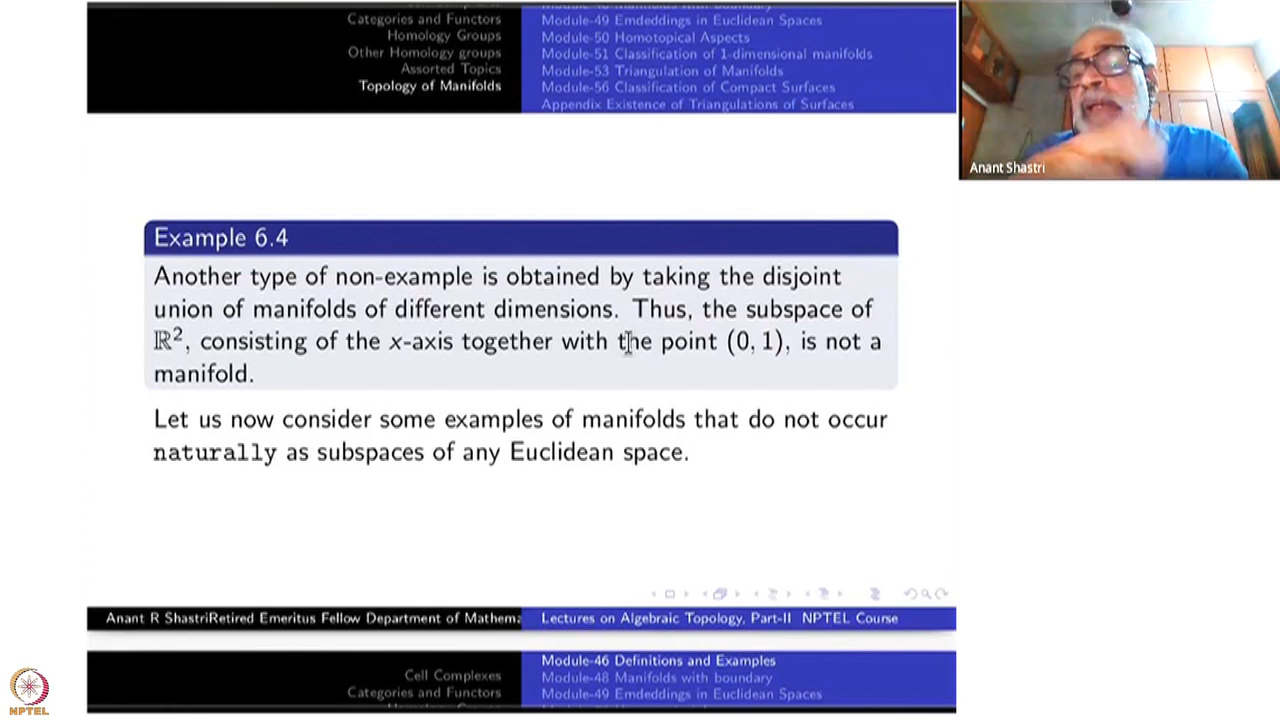 Categories and Functors
Homology Groups
Other Homology groups
Assorted Topics
Topology of Manifolds
Module-49 Emdeddings in Euclidean Spaces
Module-50 Homotopical Aspects
Module-51 Classification of 1-dimensional manifolds
Module-53 Triangulation of Manifolds
Module-56 Classification of Compact Surfaces
Appendix Existence of Triangulations of Surfaces
Anant Shastri
Example 6.4
Another type of non-example is obtained by taking the disjoint
union of manifolds of different dimensions. Thus, the subspace of
ℝ², consisting of the x-axis together with the point (0, 1), is not a
manifold.
Let us now consider some examples of manifolds that do not occur
naturally as subspaces of any Euclidean space.
Anant R ShastriRetired Emeritus Fellow Department of Mathema
Lectures on Algebraic Topology, Part-II NPTEL Course
Cell Complexes
Categories and Functors
Module-46 Definitions and Examples
Module-48 Manifolds with boundary
Module-49 Emdeddings in Euclidean Spaces
NPTEL